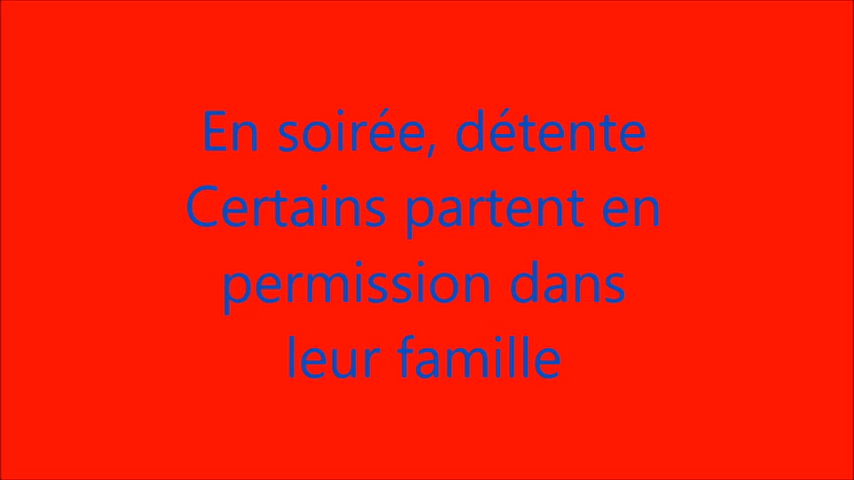 En soirée, détente
Certains partent en
permission dans
leur famille